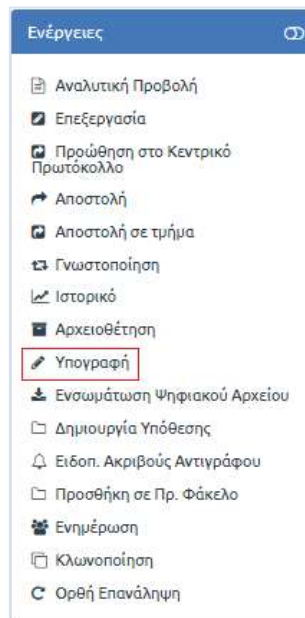 Ενέργειες
Αναλυτική Προβολή
Επεξεργασία
Προώθηση στο Κεντρικό
Πρωτόκολλο
Αποστολή
Αποστολή σε τμήμα
Γνωστοποίηση
Ιστορικό
Αρχειοθέτηση
Υπογραφή
Ενσωμάτωση Ψηφιακού Αρχείου
Δημιουργία Υπόθεσης
Ειδοπ. Ακριβούς Αντιγράφου
Προσθήκη σε Πρ. Φάκελο
Ενημέρωση
Κλωνοποίηση
Ορθή Επανάληψη